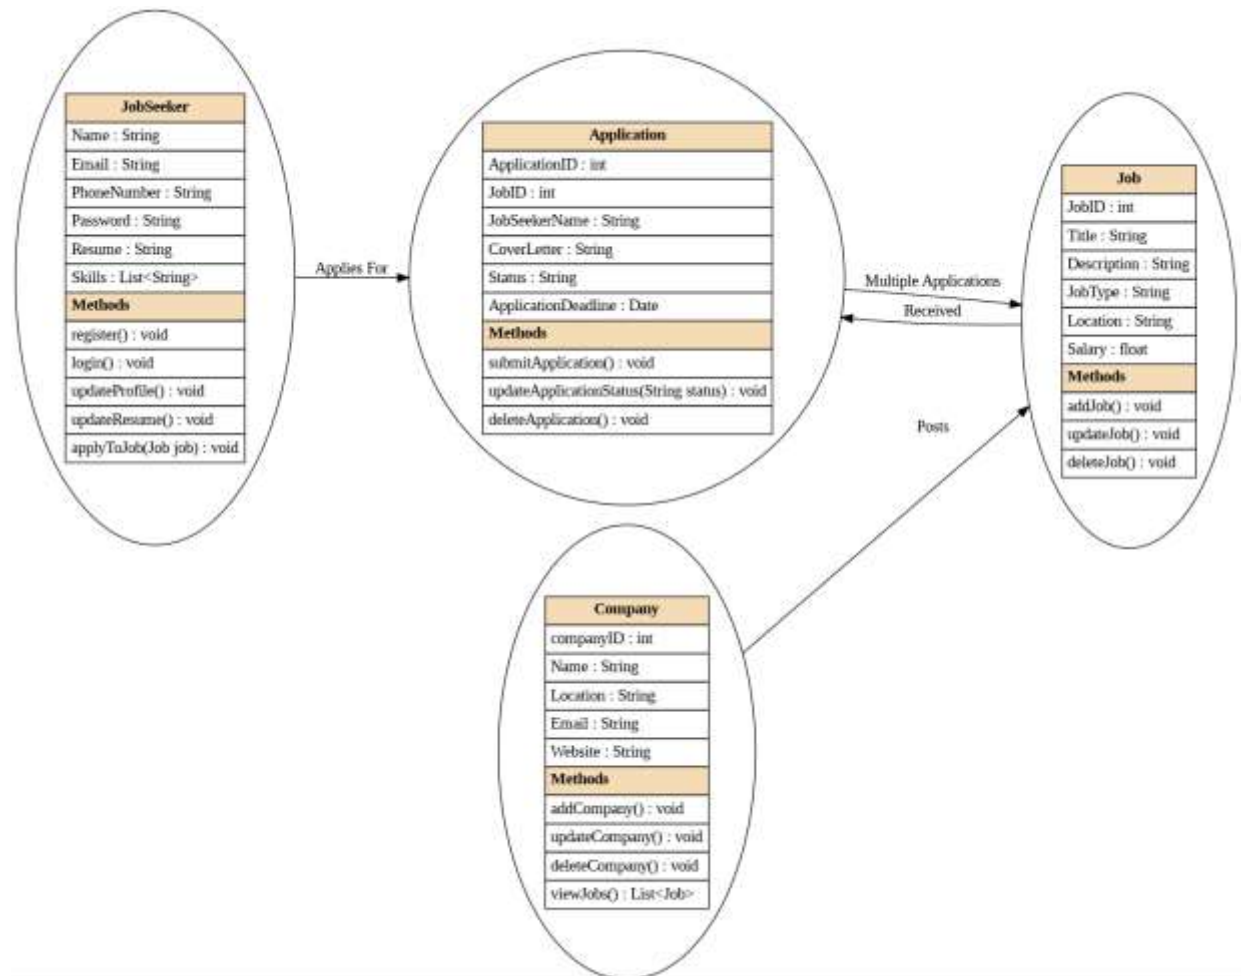 JobSeeker
Name : String
Email : String
PhoneNumber : String
Password : String
Resume : String
Skills : List<String>
Methods
register() : void
login() : void
updateProfile() : void
updateResume() : void
applyToJob(Job job) : void
Applies For
Application
ApplicationID : int
JobID : int
JobSeekerName : String
CoverLetter : String
Status : String
ApplicationDeadline : Date
Methods
submitApplication() : void
updateApplicationStatus(String status) : void
deleteApplication() : void
Multiple Applications
Received
Job
JobID : int
Title : String
Description : String
JobType : String
Location : String
Salary : float
Methods
addJob() : void
updateJob() : void
deleteJob() : void
Posts
Company
companyID : int
Name : String
Location : String
Email : String
Website : String
Methods
addCompany() : void
updateCompany() : void
deleteCompany() : void
viewJobs() : List<Job>